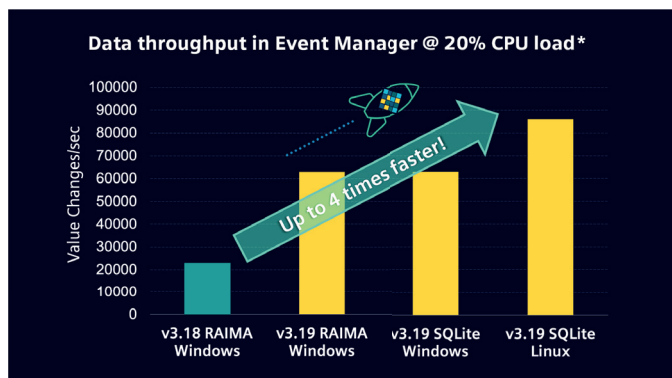 Data throughput in Event Manager @ 20% CPU load*
Value Changes/sec
100000
90000
80000
70000
60000
50000
40000
30000
20000
10000
0
Up to 4 times faster!
v3.18 RAIMA
Windows
v3.19 RAIMA
Windows
v3.19 SQLite
Windows
v3.19 SQLite
Linux